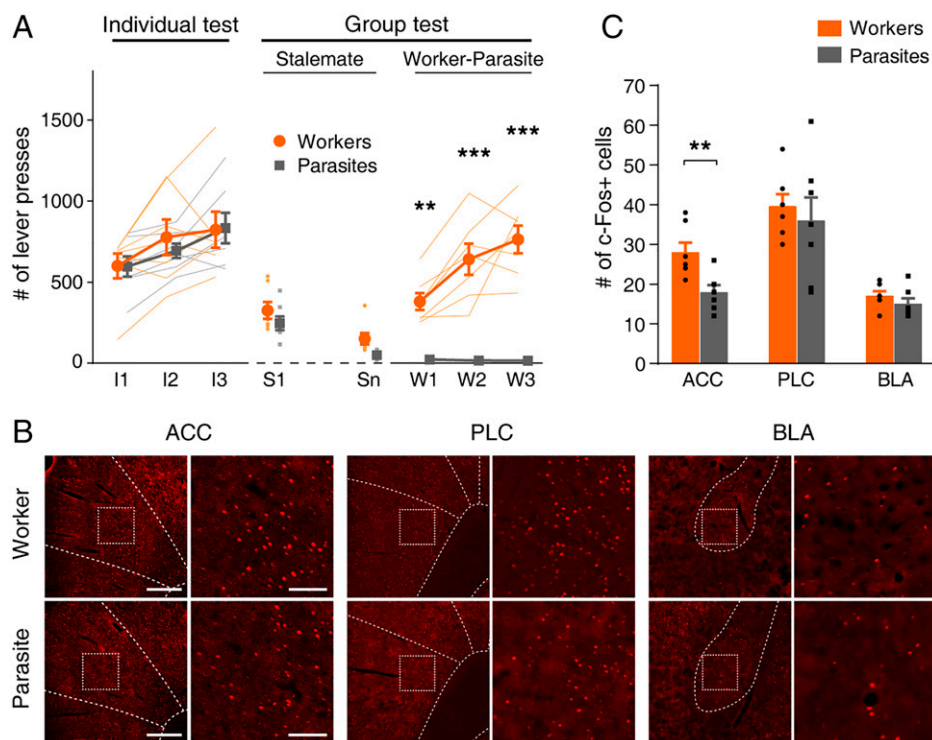 A
Individual test
Group test
Stalemate
Worker-Parasite
# of lever presses
1500
1000
500
0
Workers
Parasites
**
***
***
I1 I2 I3 S1 Sn W1 W2 W3
C
Workers
Parasites
# of c-Fos+ cells
70
60
50
40
30
20
10
0
**
ACC PLC BLA
B
ACC PLC BLA
Worker
Parasite